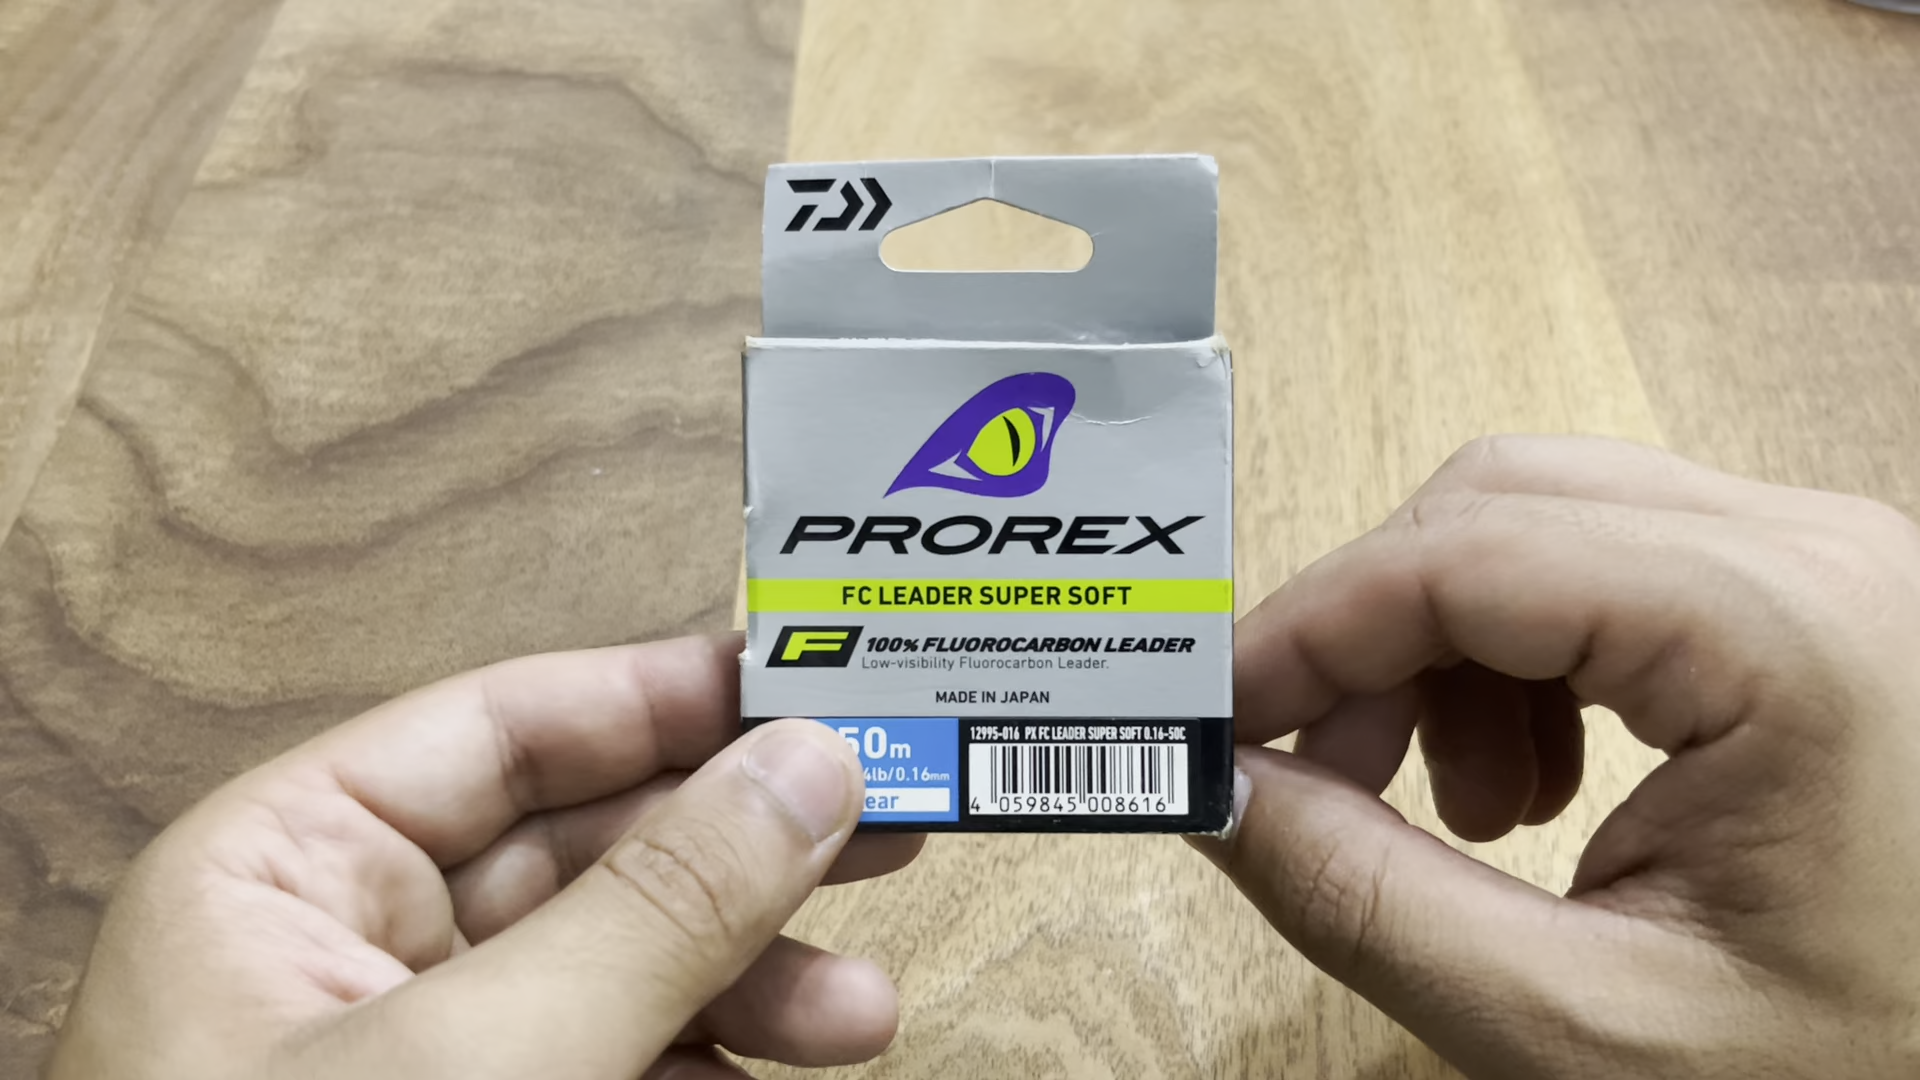 PROREX
FC LEADER SUPER SOFT
F 100% FLUOROCARBON LEADER
Low-visibility Fluorocarbon Leader.
MADE IN JAPAN
50m
4lb/0.16mm
ear
12995-016 PX FC LEADER SUPER SOFT 0.16-50C
4 059845 008616